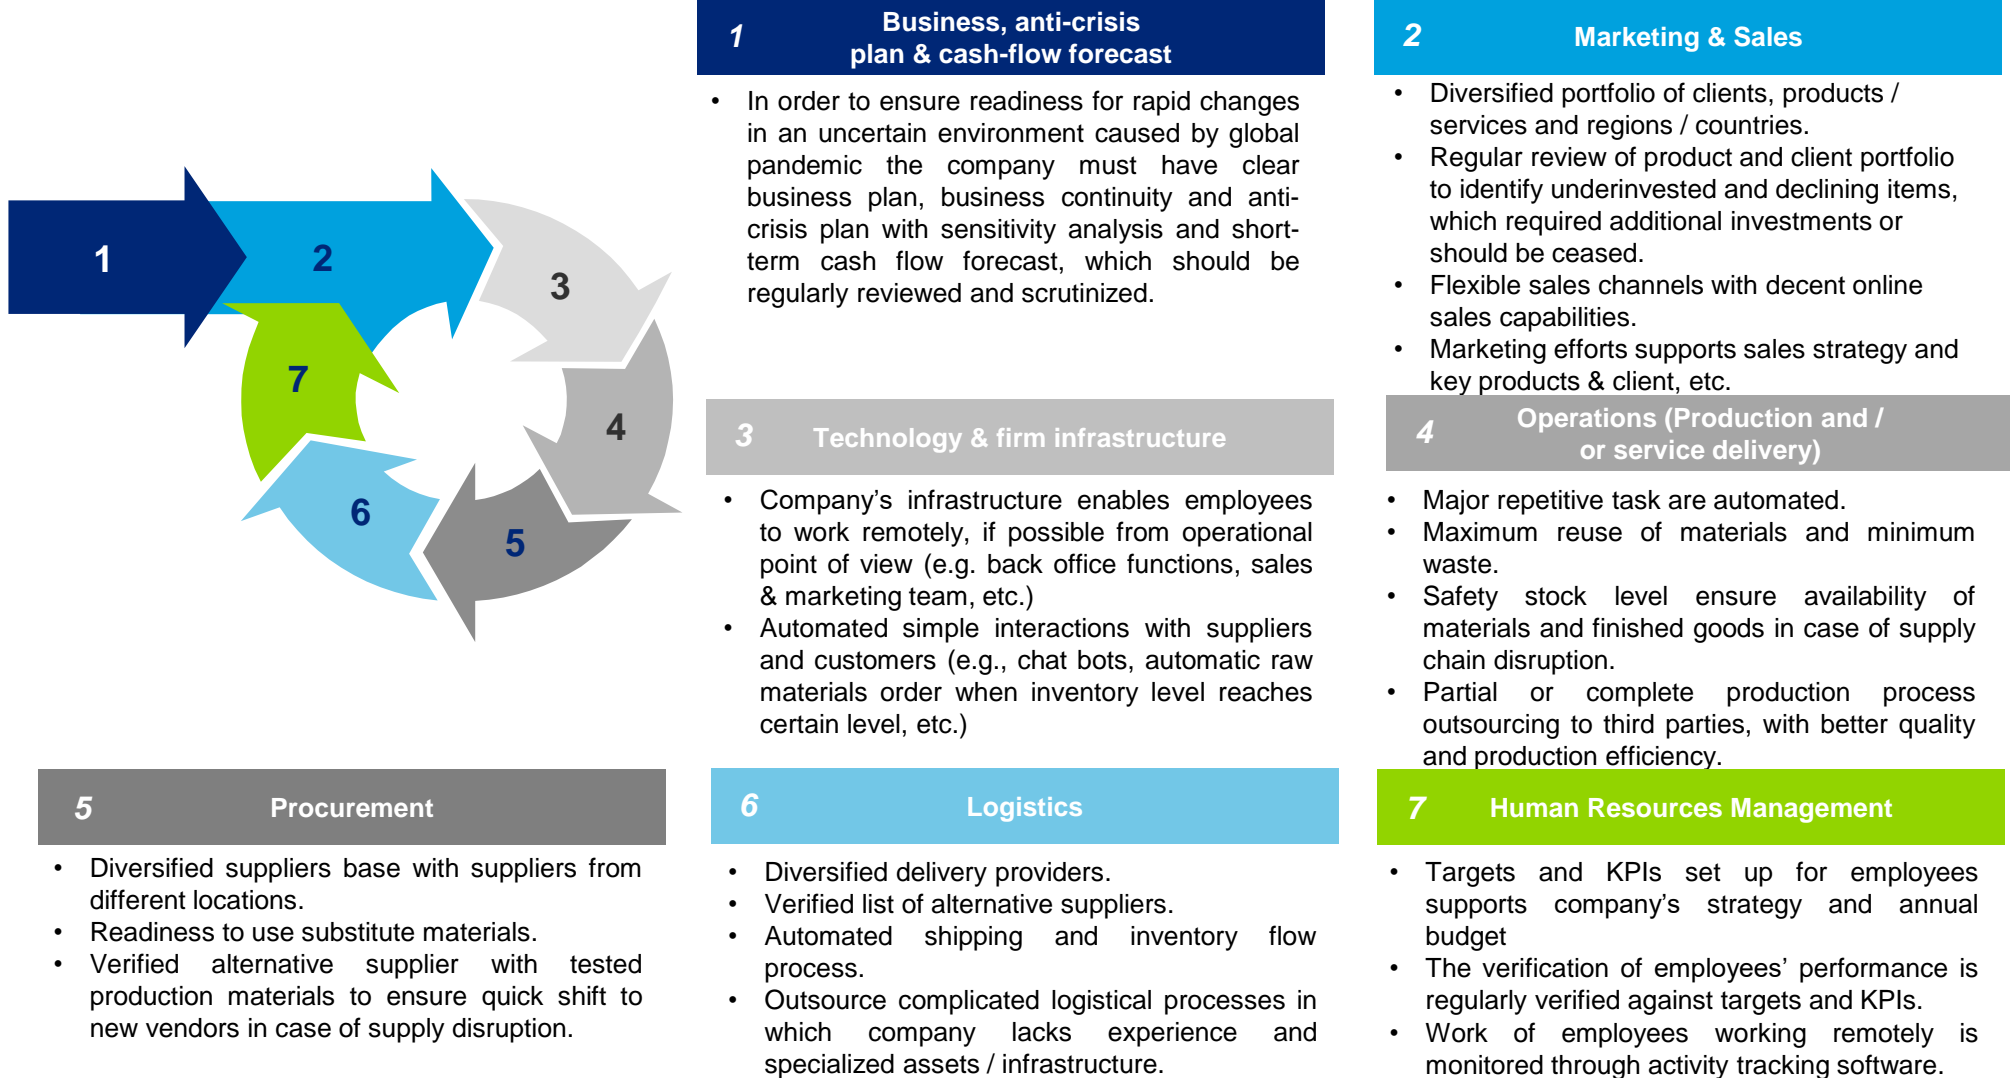 1
2
3
4
5
6
7
1
Business, anti-crisis
plan & cash-flow forecast
• In order to ensure readiness for rapid changes
in an uncertain environment caused by global
pandemic the company must have clear
business plan, business continuity and anti-
crisis plan with sensitivity analysis and short-
term cash flow forecast, which should be
regularly reviewed and scrutinized.
2
Marketing & Sales
• Diversified portfolio of clients, products /
services and regions / countries.
• Regular review of product and client portfolio
to identify underinvested and declining items,
which required additional investments or
should be ceased.
• Flexible sales channels with decent online
sales capabilities.
• Marketing efforts supports sales strategy and
key products & client, etc.
3
Technology & firm infrastructure
• Company’s infrastructure enables employees
to work remotely, if possible from operational
point of view (e.g. back office functions, sales
& marketing team, etc.)
• Automated simple interactions with suppliers
and customers (e.g., chat bots, automatic raw
materials order when inventory level reaches
certain level, etc.)
4
Operations (Production and /
or service delivery)
• Major repetitive task are automated.
• Maximum reuse of materials and minimum
waste.
• Safety stock level ensure availability of
materials and finished goods in case of supply
chain disruption.
• Partial or complete production process
outsourcing to third parties, with better quality
and production efficiency.
5
Procurement
• Diversified suppliers base with suppliers from
different locations.
• Readiness to use substitute materials.
• Verified alternative supplier with tested
production materials to ensure quick shift to
new vendors in case of supply disruption.
6
Logistics
• Diversified delivery providers.
• Verified list of alternative suppliers.
• Automated shipping and inventory flow
process.
• Outsource complicated logistical processes in
which company lacks experience and
specialized assets / infrastructure.
7
Human Resources Management
• Targets and KPIs set up for employees
supports company’s strategy and annual
budget
• The verification of employees’ performance is
regularly verified against targets and KPIs.
• Work of employees working remotely is
monitored through activity tracking software.